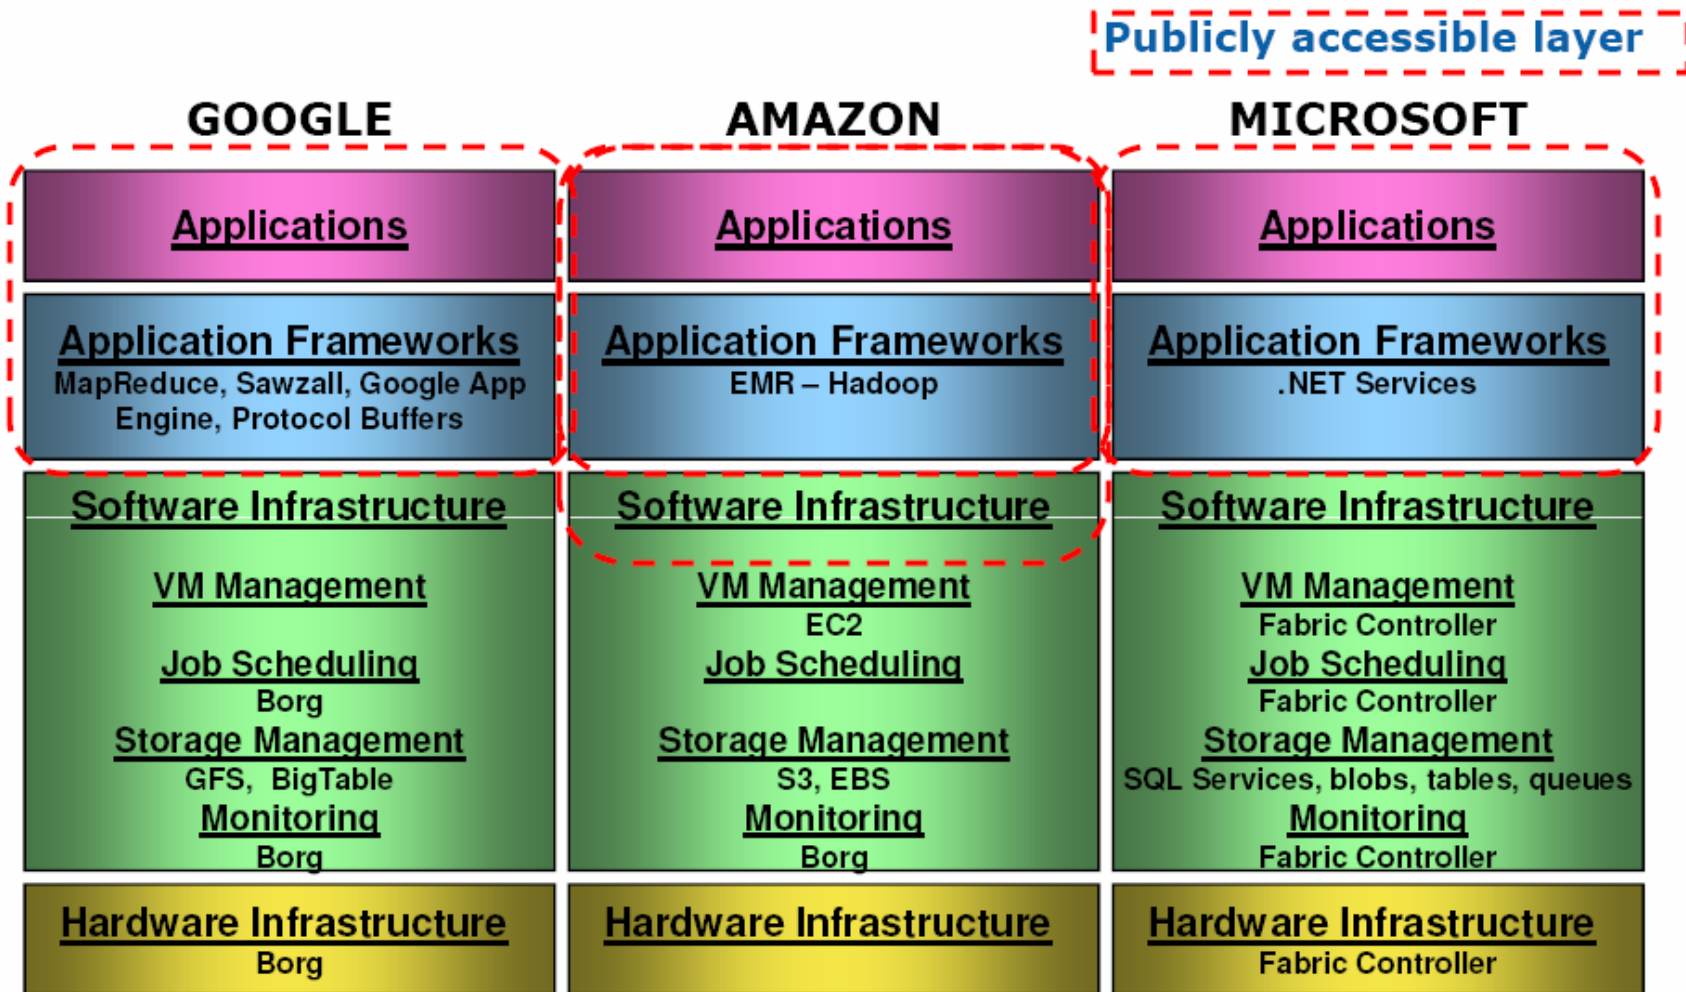 Publicly accessible layer
GOOGLE
Applications
Application Frameworks
MapReduce, Sawzall, Google App
Engine, Protocol Buffers
Software Infrastructure
VM Management
Job Scheduling
Borg
Storage Management
GFS, BigTable
Monitoring
Borg
Hardware Infrastructure
Borg
AMAZON
Applications
Application Frameworks
EMR – Hadoop
Software Infrastructure
VM Management
EC2
Job Scheduling
Storage Management
S3, EBS
Monitoring
Borg
Hardware Infrastructure
MICROSOFT
Applications
Application Frameworks
.NET Services
Software Infrastructure
VM Management
Fabric Controller
Job Scheduling
Fabric Controller
Storage Management
SQL Services, blobs, tables, queues
Monitoring
Fabric Controller
Hardware Infrastructure
Fabric Controller